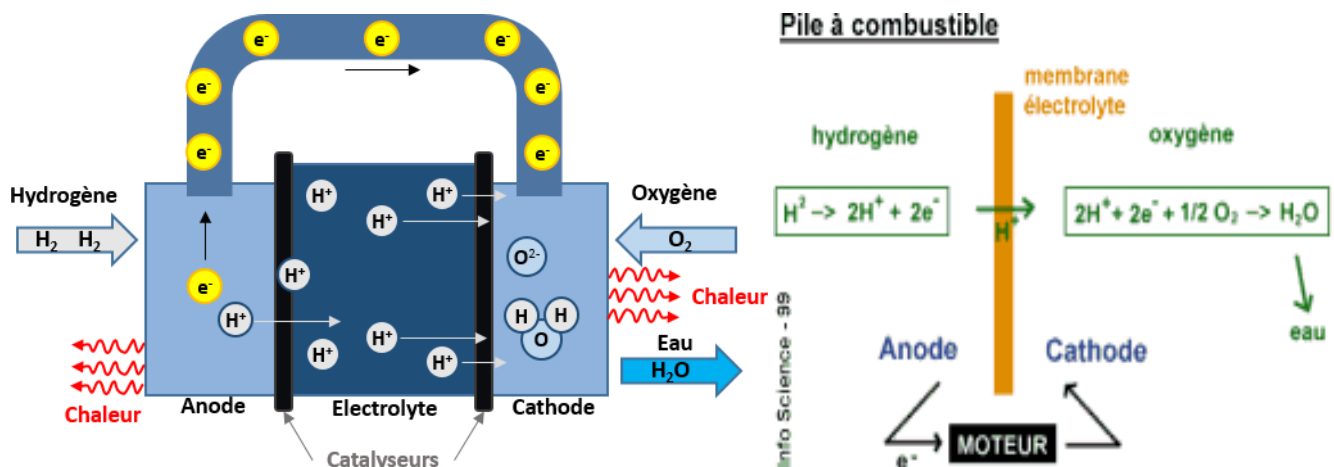 e⁻ e⁻ e⁻
e⁻ e⁻
e⁻ e⁻
Hydrogène
H₂ H₂
Oxygène
O₂
H⁺ H⁺
H⁺
O²⁻
H⁺
e⁻
H⁺
H H
O
H⁺
H⁺ H⁺
Chaleur
Chaleur
Eau
H₂O
Anode Electrolyte Cathode
Catalyseurs
Pile à combustible
membrane
électrolyte
hydrogène oxygène
H² -> 2H⁺ + 2e⁻
H⁺
2H⁺ + 2e⁻ + 1/2 O₂ -> H₂O
eau
Anode Cathode
e⁻ MOTEUR
Info Science - 99